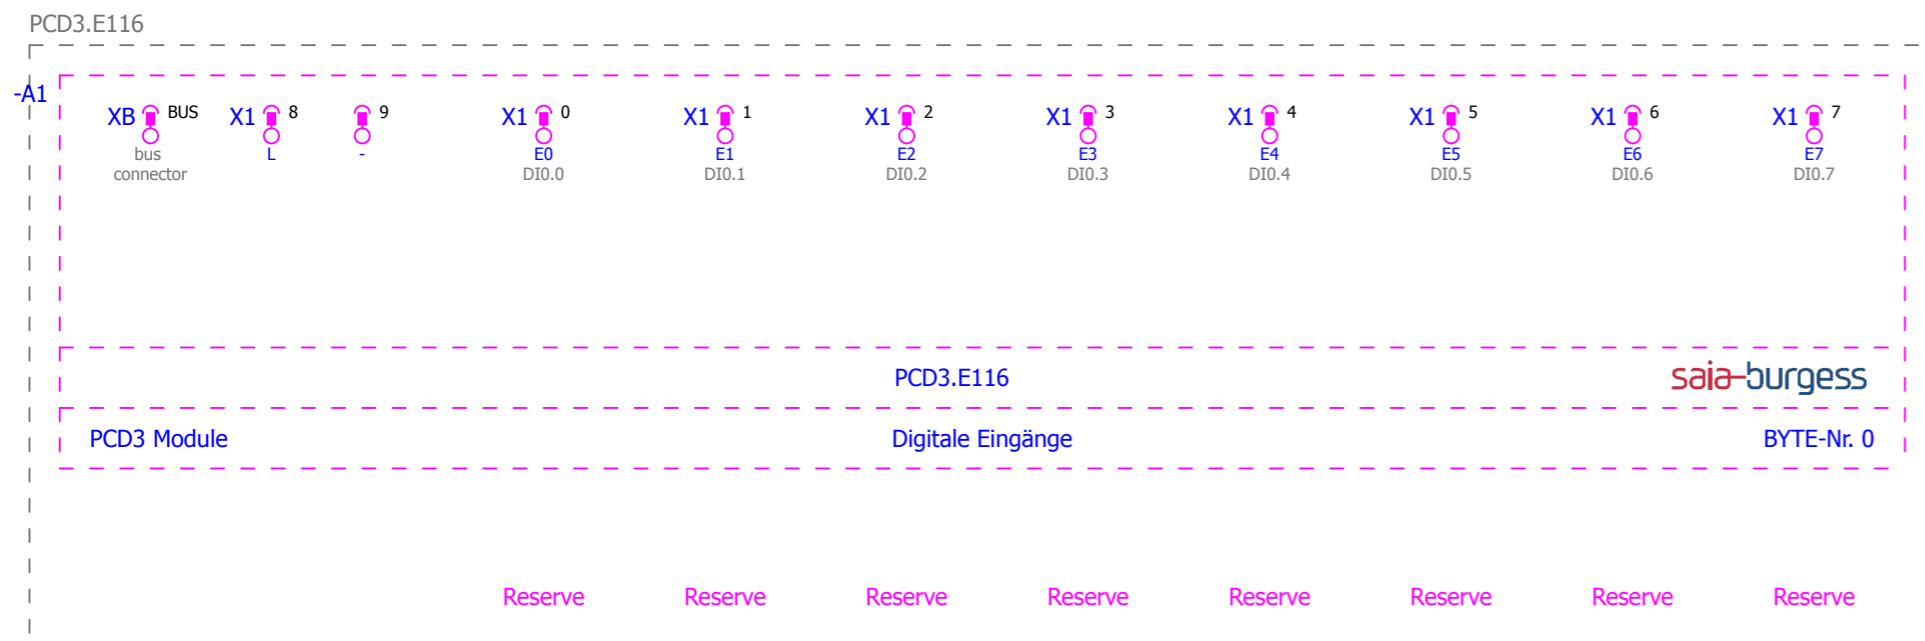 PCD3.E116
-A1
XB BUS X1 8 9 X1 0 X1 1 X1 2 X1 3 X1 4 X1 5 X1 6 X1 7
bus L - E0 E1 E2 E3 E4 E5 E6 E7
connector DI0.0 DI0.1 DI0.2 DI0.3 DI0.4 DI0.5 DI0.6 DI0.7
PCD3.E116 saia-burgess
PCD3 Module Digitale Eingänge BYTE-Nr. 0
Reserve Reserve Reserve Reserve Reserve Reserve Reserve Reserve